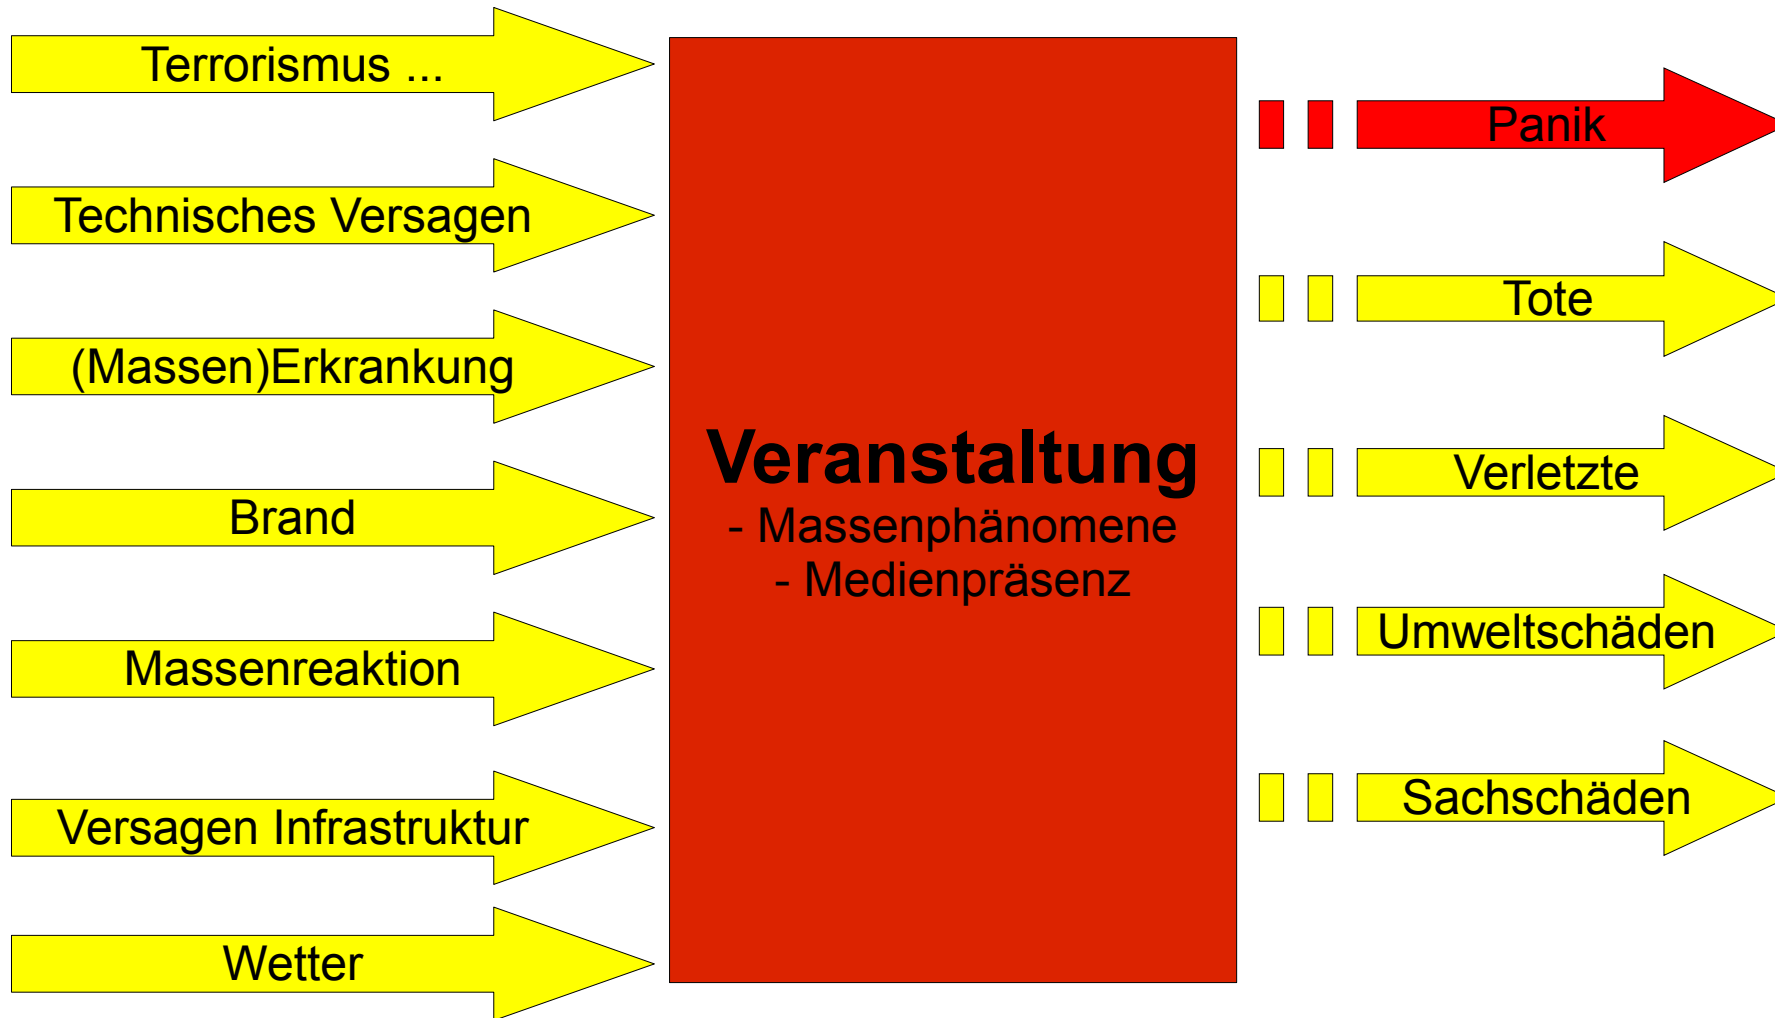 Terrorismus ...
Technisches Versagen
(Massen)Erkrankung
Brand
Massenreaktion
Versagen Infrastruktur
Wetter
Veranstaltung
- Massenphänomene
- Medienpräsenz
Panik
Tote
Verletzte
Umweltschäden
Sachschäden